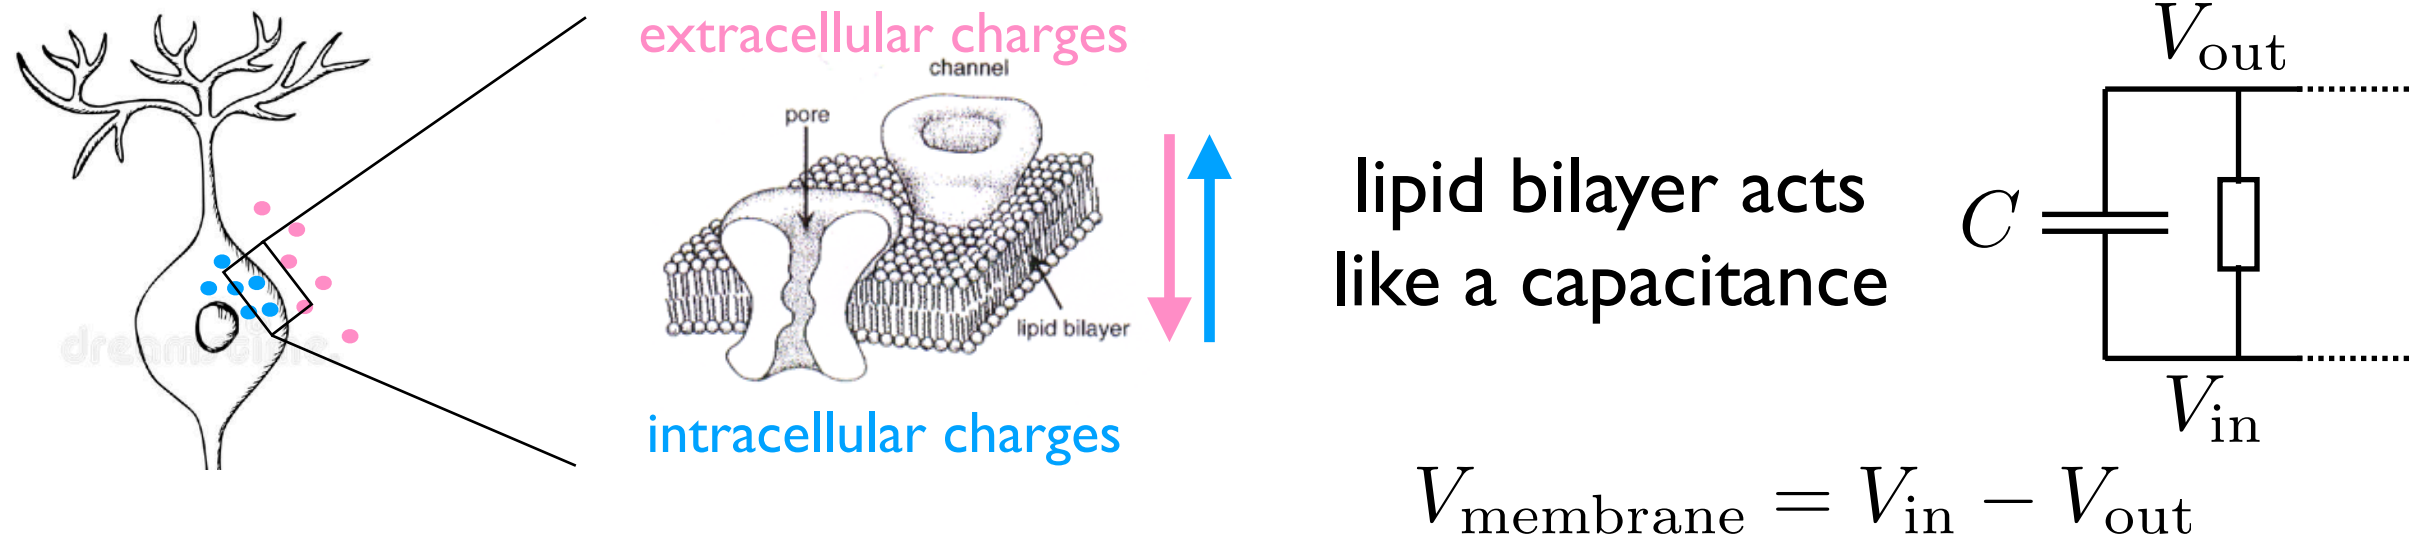 extracellular charges
channel
pore
lipid bilayer
intracellular charges
lipid bilayer acts
like a capacitance
V_out
C
V_in
V_membrane = V_in − V_out